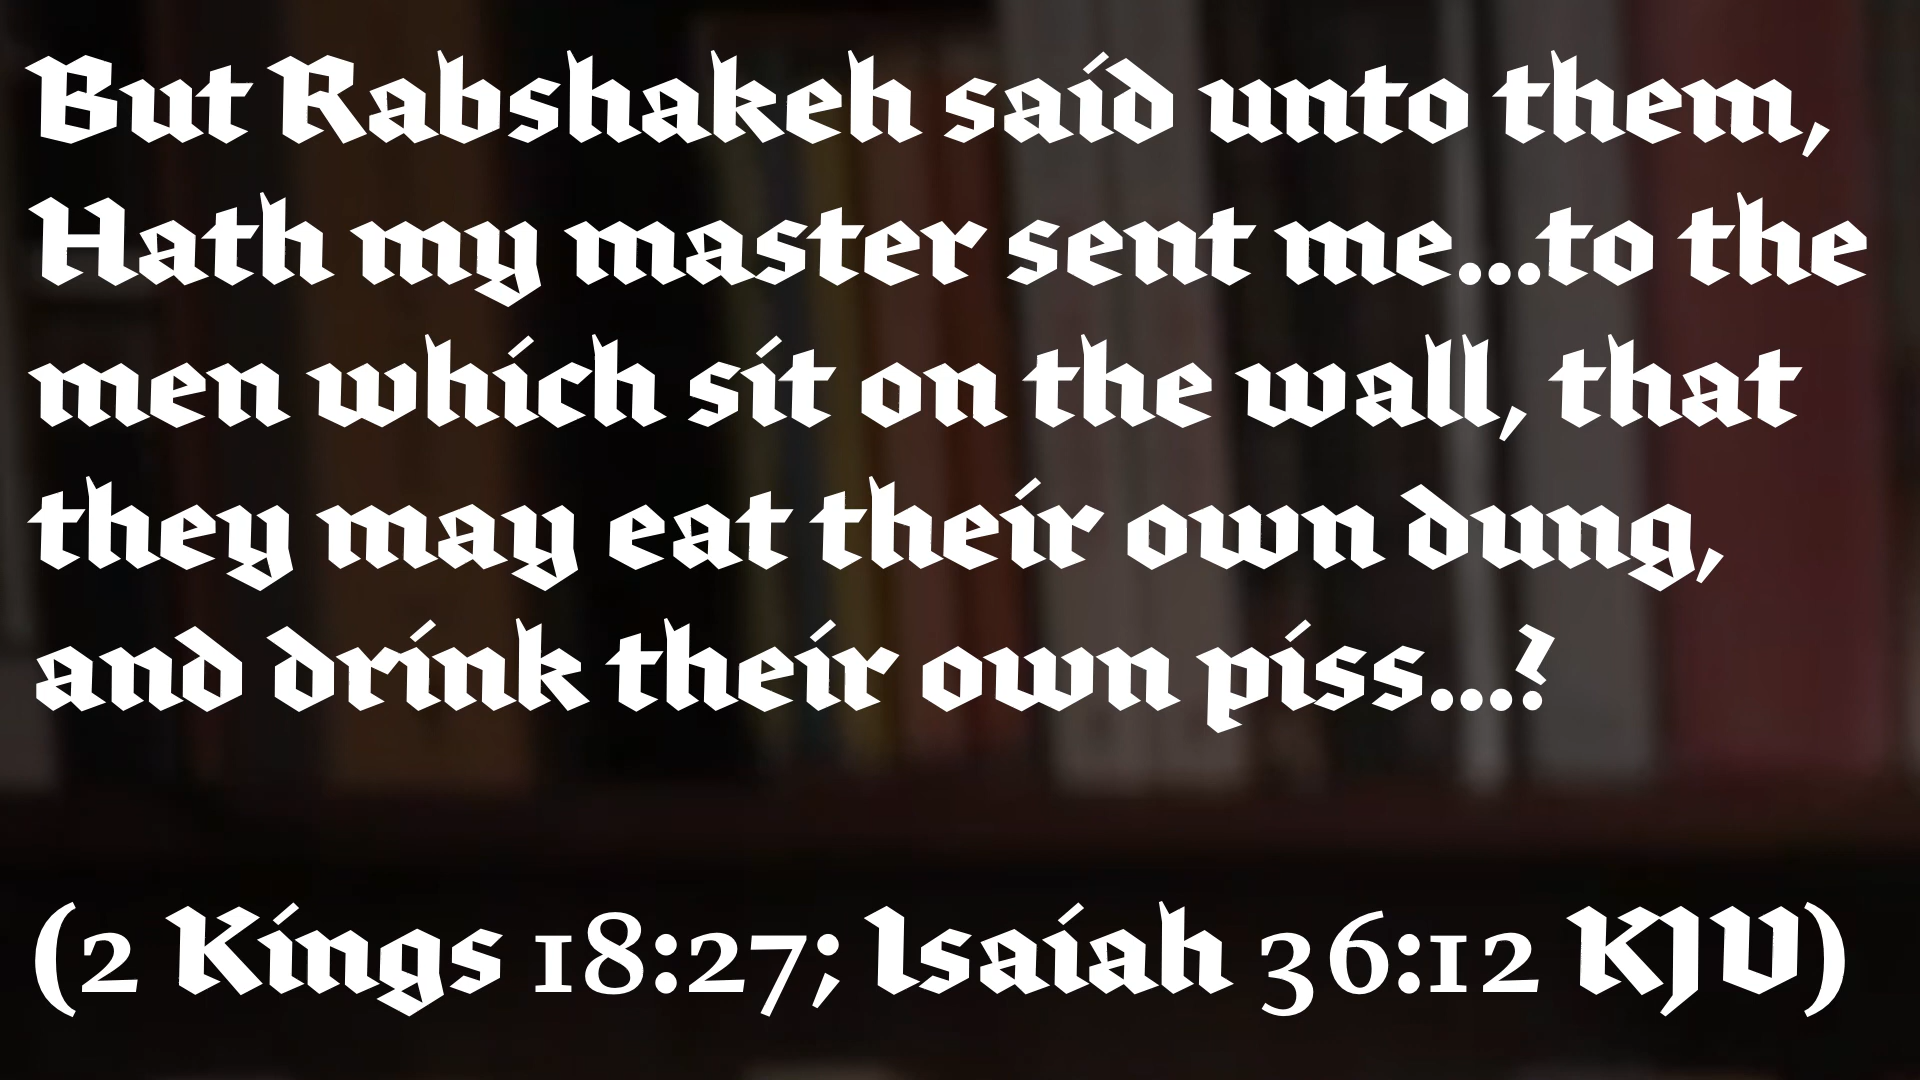 But Rabshakeh said unto them,
Hath my master sent me...to the
men which sit on the wall, that
they may eat their own dung,
and drink their own piss...?
(2 Kings 18:27; Isaiah 36:12 KJV)